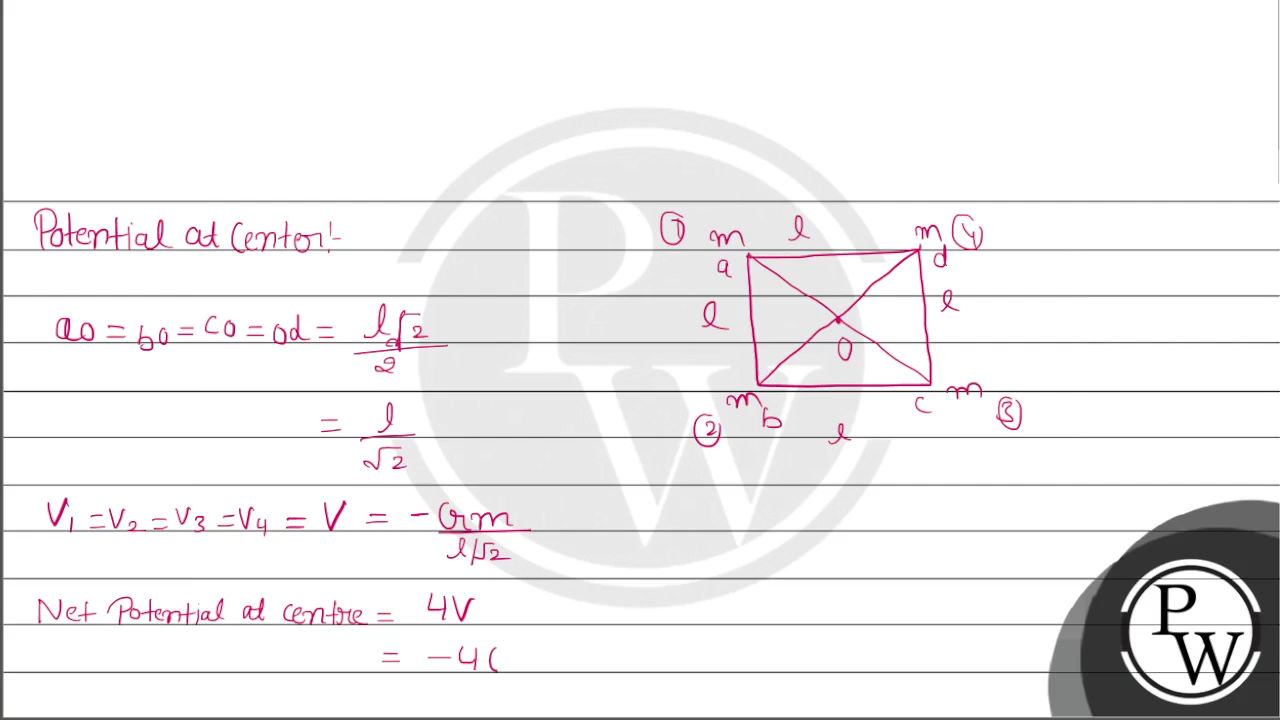 Potential at Center:-
ao = bo = co = od = l√2/2
= l/√2
V₁ = V₂ = V₃ = V₄ = V = -Gm/l/√2
Net Potential at centre = 4V
= -4(
① m l m ④
a d
l l
O
m b c m
② l ③
P
W
P
W